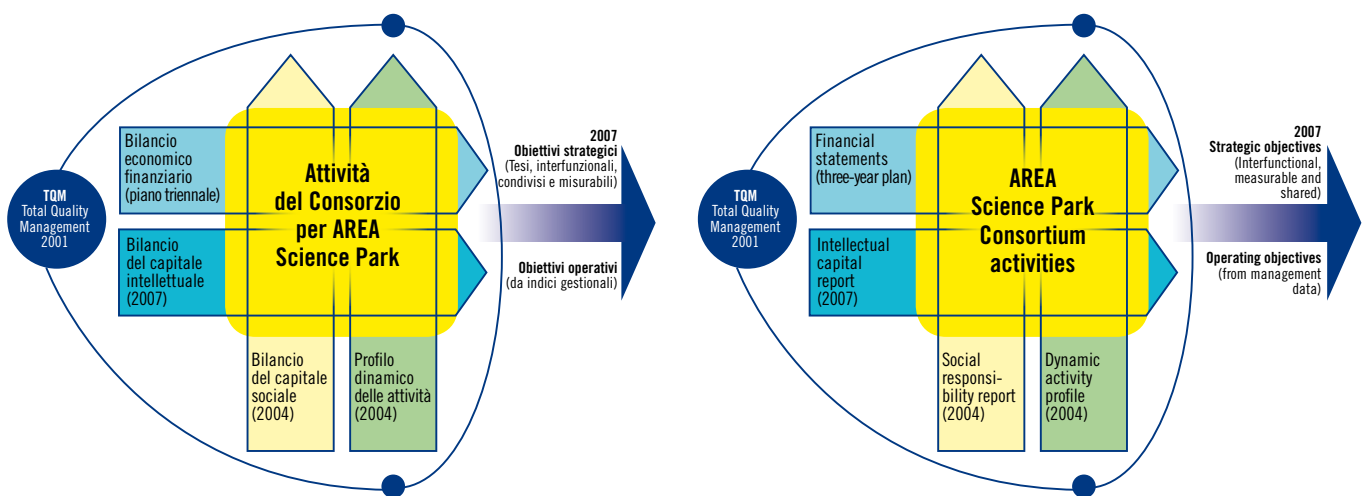 TQM
Total Quality
Management
2001
Bilancio
economico
finanziario
(piano triennale)
Bilancio
del capitale
intellettuale
(2007)
Attività
del Consorzio
per AREA
Science Park
Bilancio
del capitale
sociale
(2004)
Profilo
dinamico
delle attività
(2004)
2007
Obiettivi strategici
(Tesi, interfunzionali,
condivisi e misurabili)
Obiettivi operativi
(da indici gestionali)
TQM
Total Quality
Management
2001
Financial
statements
(three-year plan)
Intellectual
capital
report
(2007)
AREA
Science Park
Consortium
activities
Social
responsi-
bility report
(2004)
Dynamic
activity
profile
(2004)
2007
Strategic objectives
(Interfunctional,
measurable and
shared)
Operating objectives
(from management
data)